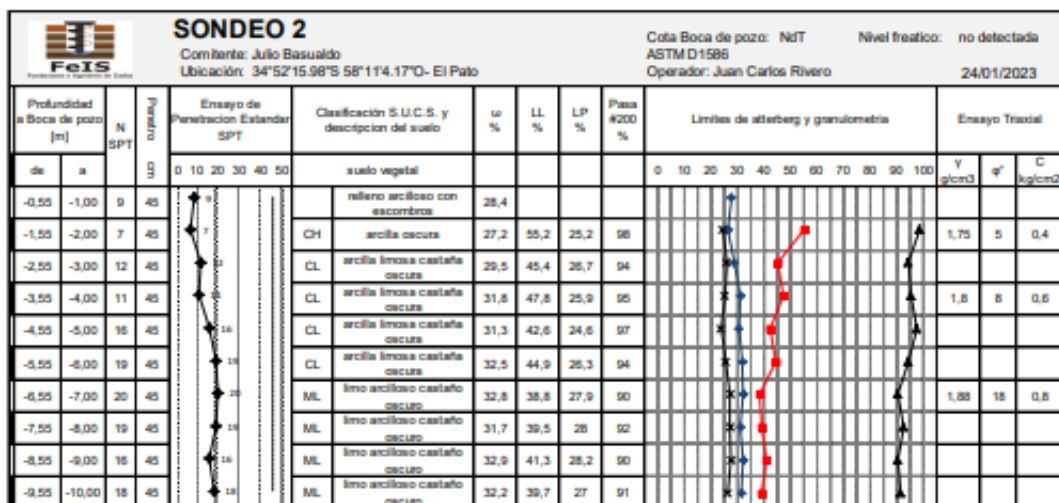 SONDEO 2
FeIS
Comitente: Julio Basualdo
Ubicación: 34°52'15.98"S 58°11'4.17"O- El Pato
Cota Boca de pozo: NdT Nivel freatico: no detectada
ASTM D1586
Operador: Juan Carlos Rivero 24/01/2023
Profundidad a Boca de pozo [m] N SPT Penetro cm Ensayo de Penetracion Estandar SPT Clasificación S.U.C.S. y descripcion del suelo ω % LL % LP % Pasa #200 % Limites de atterberg y granulometria Ensayo Triaxial
de a 0 10 20 30 40 50 suelo vegetal 0 10 20 30 40 50 60 70 80 90 100 γ g/cm3 φ° C kg/cm2
-0,55 -1,00 9 45 9 relleno arcilloso con escombros 28,4
-1,55 -2,00 7 45 7 CH arcilla oscura 27,2 55,2 25,2 98 1,75 5 0,4
-2,55 -3,00 12 45 12 CL arcilla limosa castaña oscura 29,5 45,4 26,7 94
-3,55 -4,00 11 45 11 CL arcilla limosa castaña oscura 31,8 47,8 25,9 95 1,8 8 0,6
-4,55 -5,00 16 45 16 CL arcilla limosa castaña oscura 31,3 42,6 24,6 97
-5,55 -6,00 19 45 19 CL arcilla limosa castaña oscura 32,5 44,9 26,3 94
-6,55 -7,00 20 45 20 ML limo arcilloso castaño oscuro 32,8 38,8 27,9 90 1,88 18 0,8
-7,55 -8,00 19 45 19 ML limo arcilloso castaño oscuro 31,7 39,5 28 92
-8,55 -9,00 16 45 16 ML limo arcilloso castaño oscuro 32,9 41,3 28,2 90
-9,55 -10,00 18 45 18 ML limo arcilloso castaño oscuro 32,2 39,7 27 91